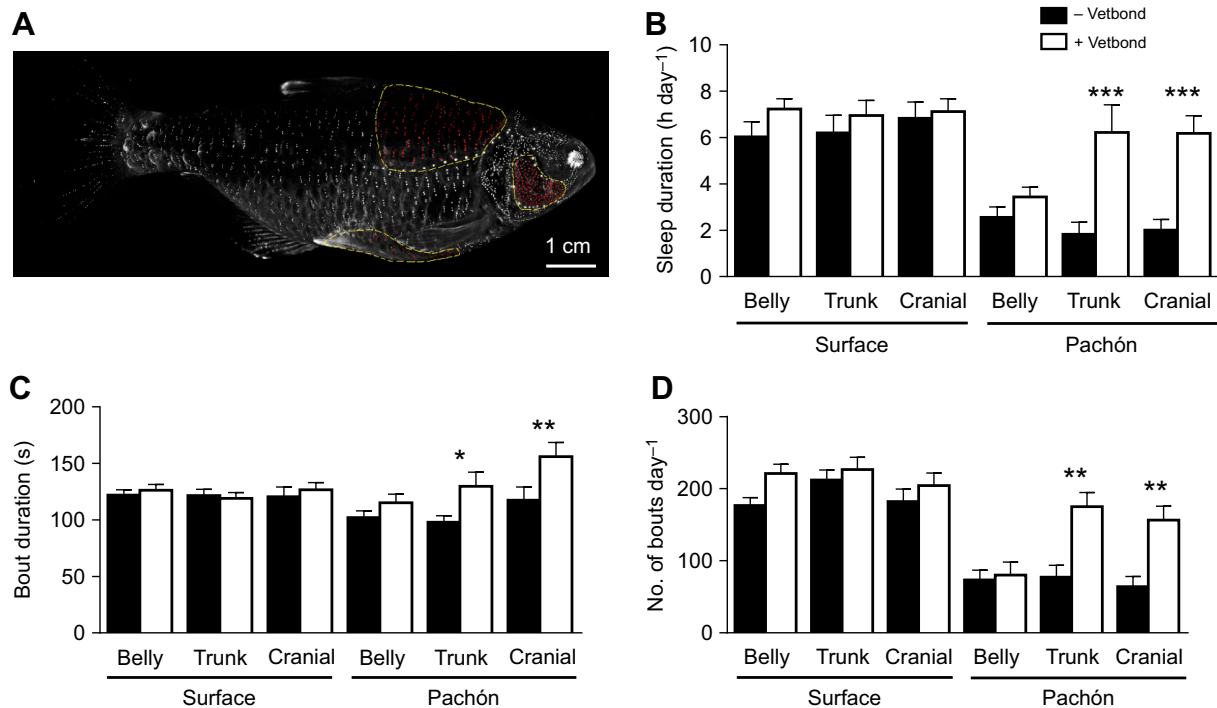 A
1 cm
B
– Vetbond
+ Vetbond
Sleep duration (h day–1)
10
8
6
4
2
0
*** ***
Belly Trunk Cranial Belly Trunk Cranial
Surface Pachón
C
Bout duration (s)
200
150
100
50
0
* **
Belly Trunk Cranial Belly Trunk Cranial
Surface Pachón
D
No. of bouts day–1
300
200
100
0
** **
Belly Trunk Cranial Belly Trunk Cranial
Surface Pachón